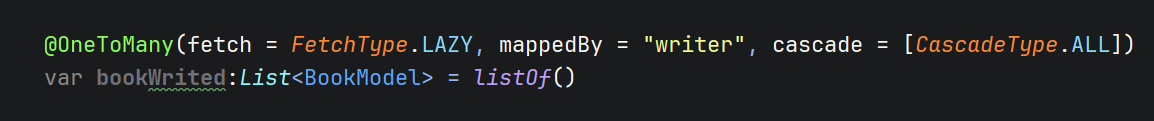 @OneToMany(fetch = FetchType.LAZY, mappedBy = "writer", cascade = [CascadeType.ALL])
var bookWrited:List<BookModel> = listOf()